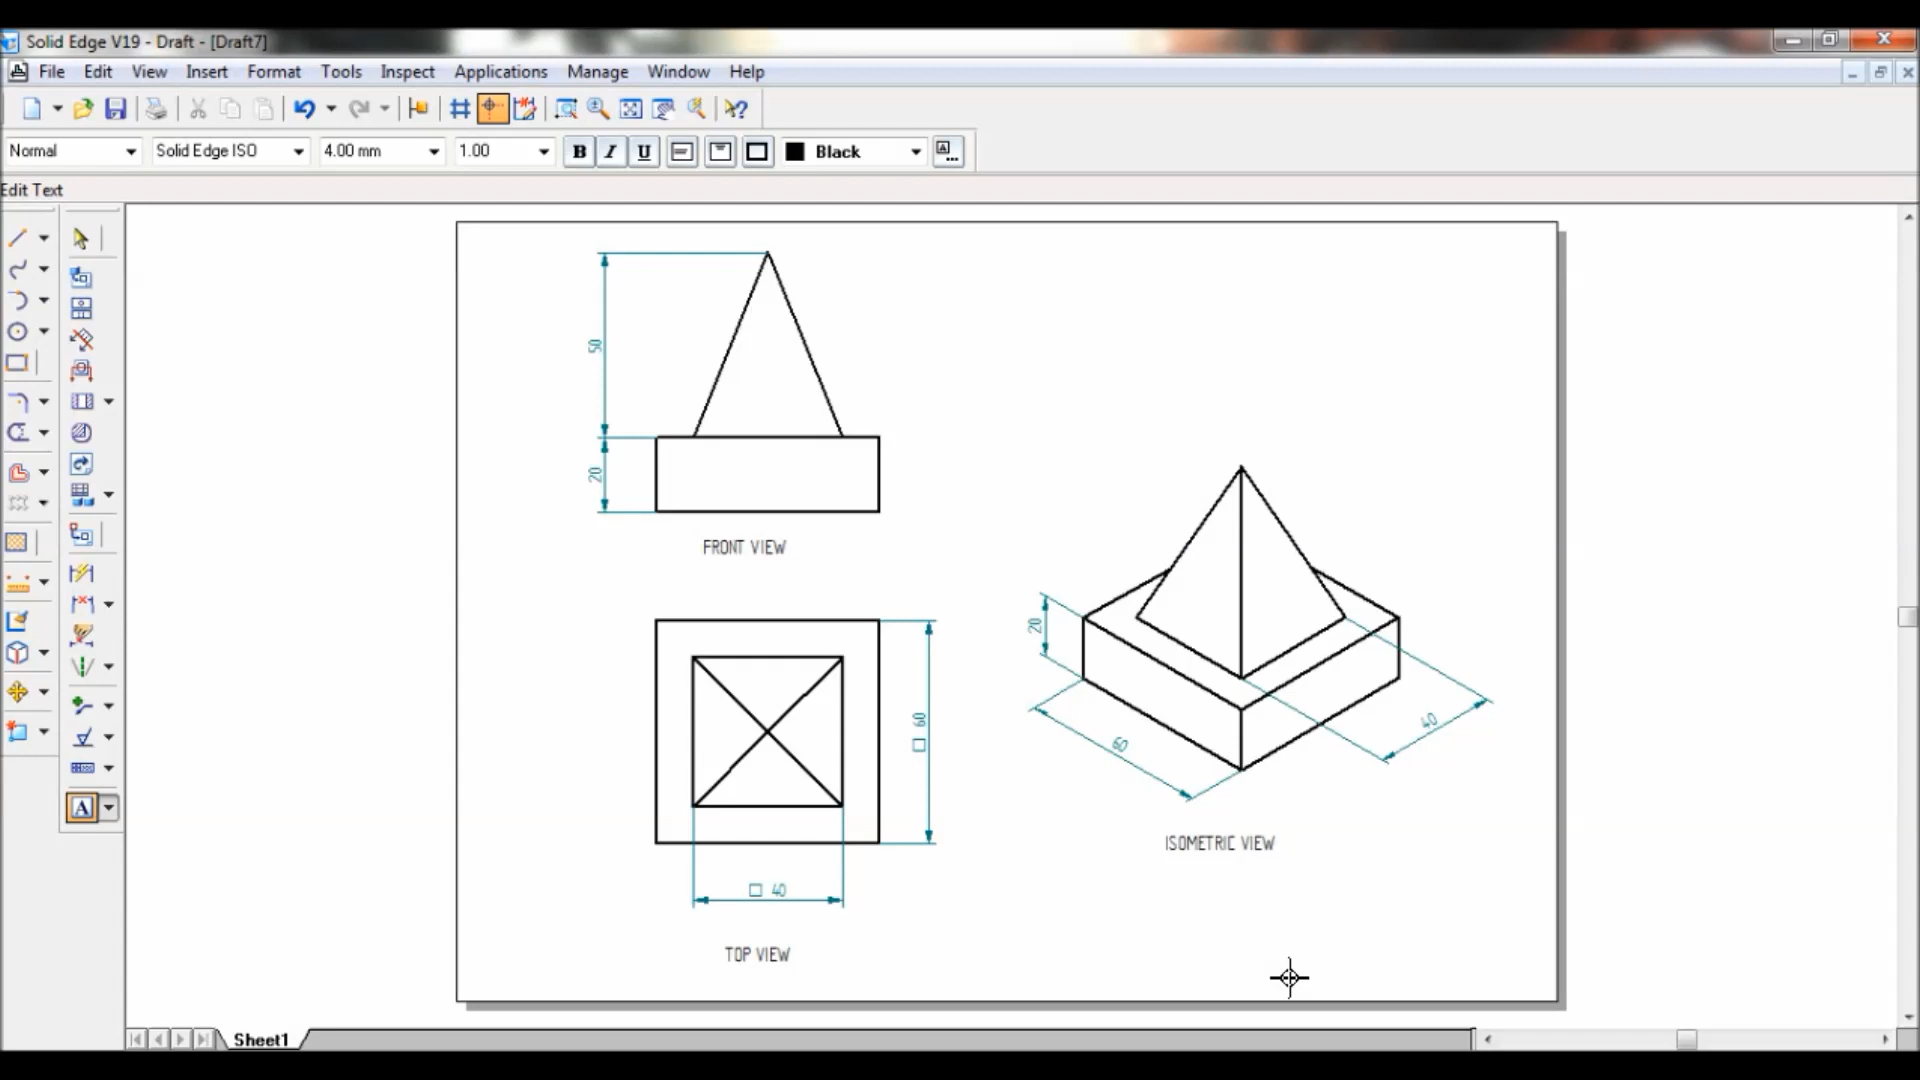 Solid Edge V19 - Draft - [Draft7]
File Edit View Insert Format Tools Inspect Applications Manage Window Help
Normal Solid Edge ISO 4.00 mm 1.00 B I U Black A...
Edit Text
50
20
FRONT VIEW
20
60
40
□ 60
ISOMETRIC VIEW
□ 40
A
TOP VIEW
Sheet1